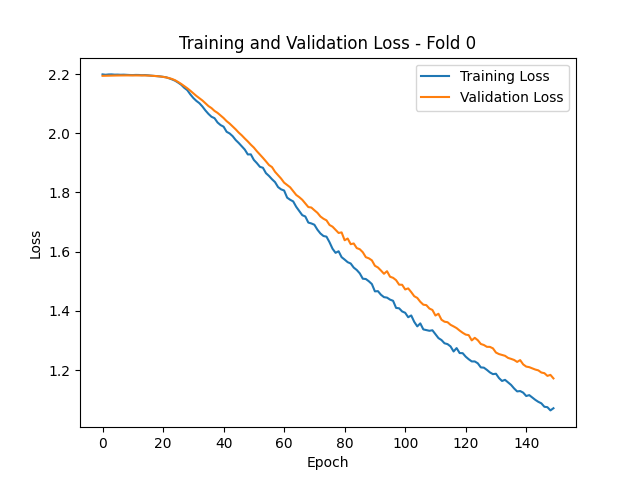 Training and Validation Loss - Fold 0
Training Loss
Validation Loss
2.2
2.0
1.8
1.6
1.4
1.2
Loss
0 20 40 60 80 100 120 140
Epoch